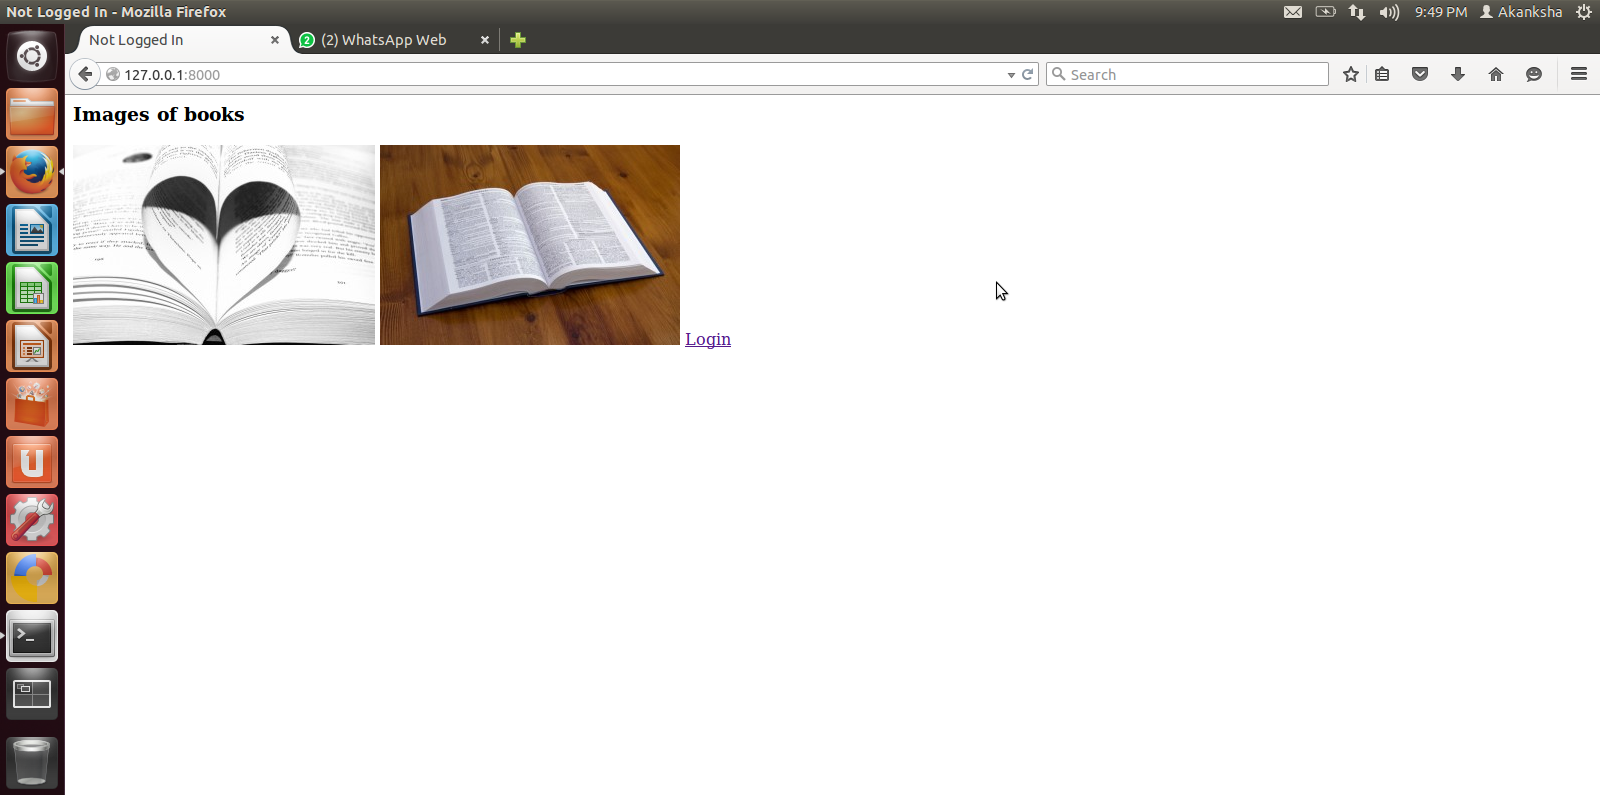 Not Logged In - Mozilla Firefox
9:49 PM Akanksha
Not Logged In
2 (2) WhatsApp Web
127.0.0.1:8000
Search
Images of books
Login